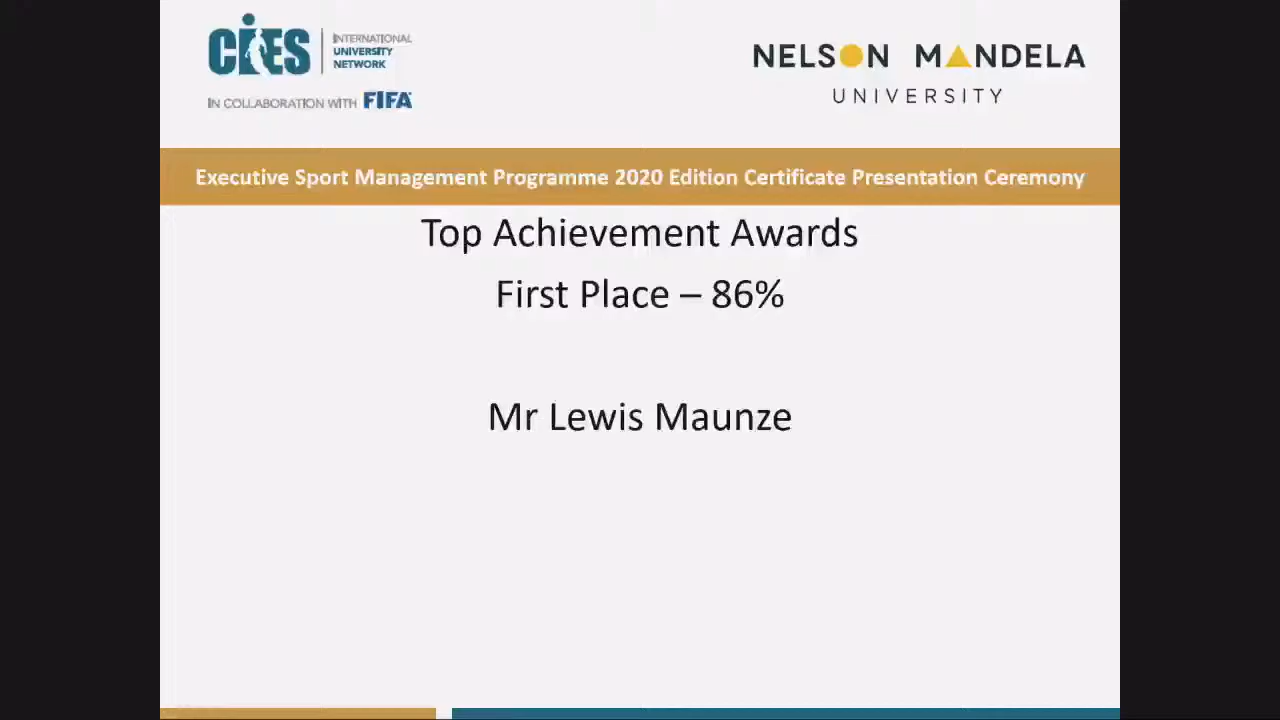 CIES
INTERNATIONAL
UNIVERSITY
NETWORK
IN COLLABORATION WITH FIFA
NELSON MANDELA
UNIVERSITY
Executive Sport Management Programme 2020 Edition Certificate Presentation Ceremony
Top Achievement Awards
First Place – 86%
Mr Lewis Maunze